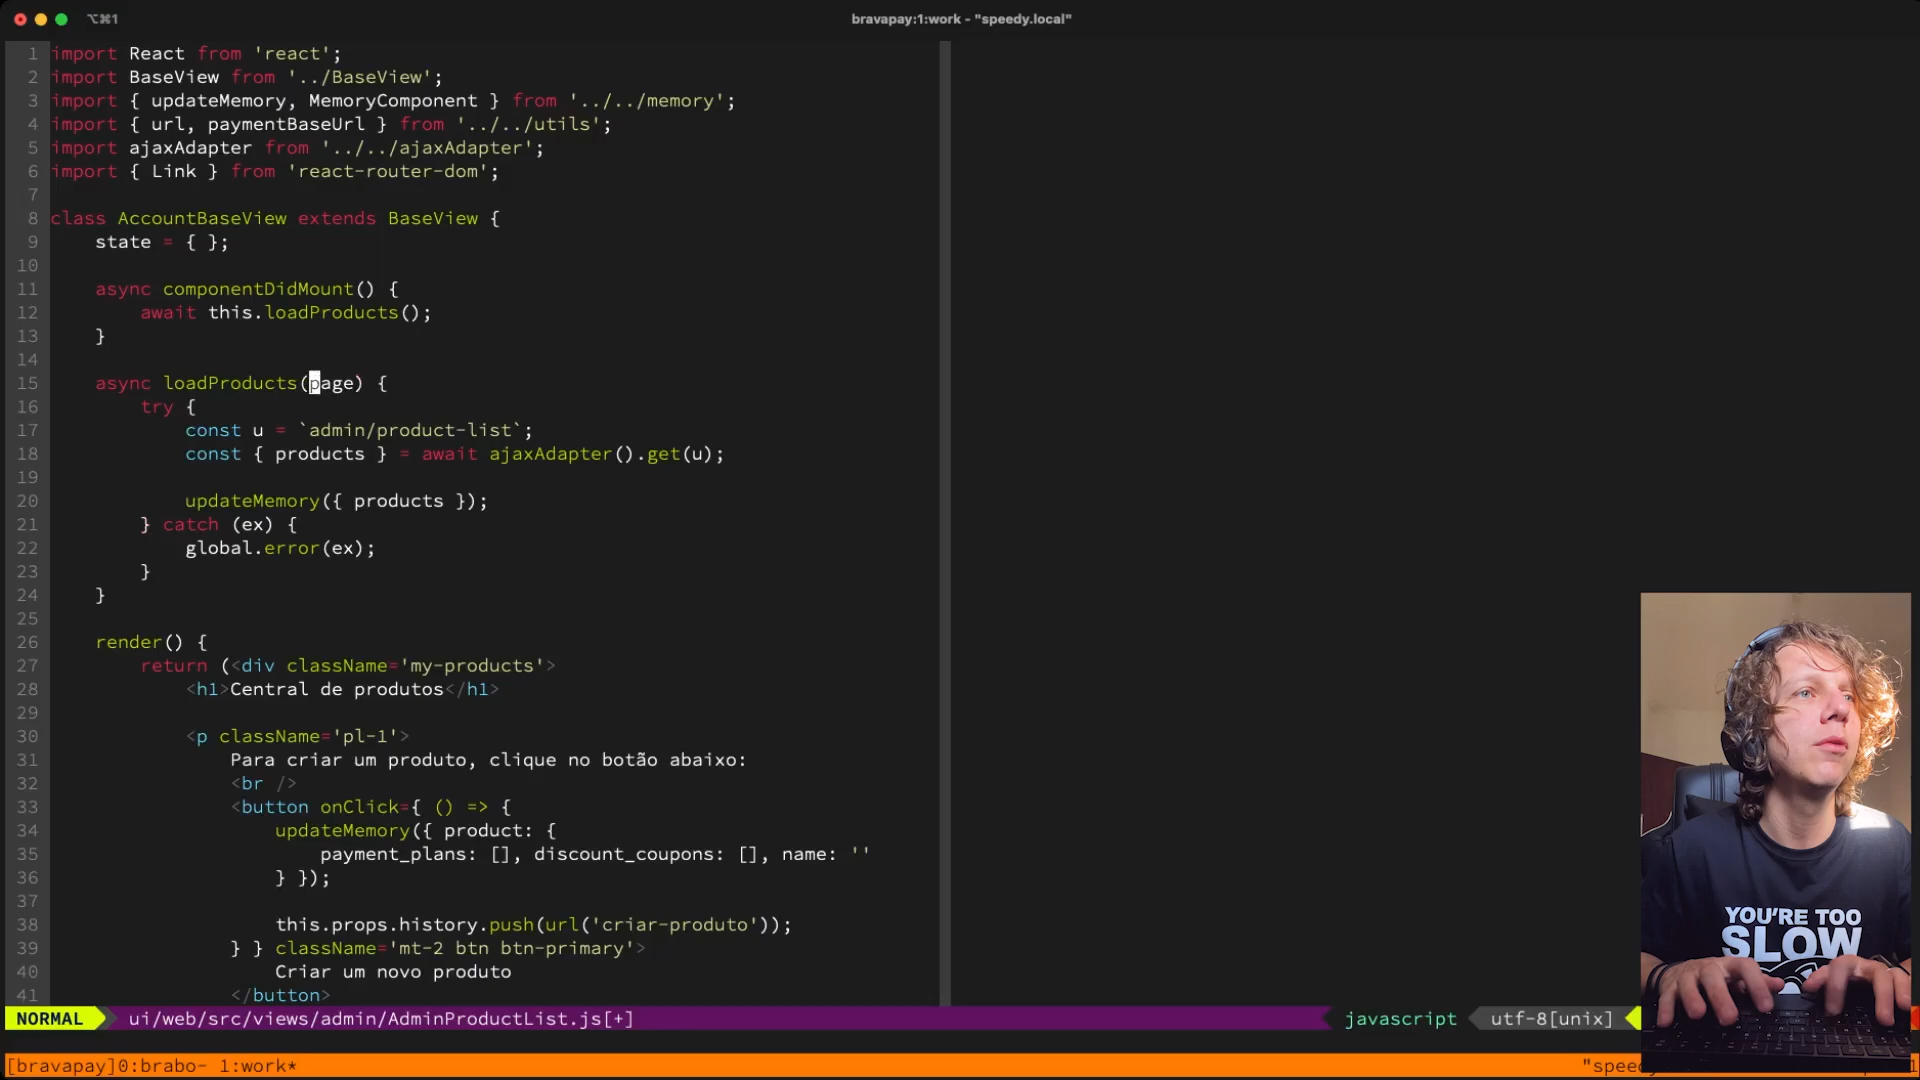 ⌥⌘1
bravapay:1:work - "speedy.local"
1 import React from 'react';
2 import BaseView from '../BaseView';
3 import { updateMemory, MemoryComponent } from '../../memory';
4 import { url, paymentBaseUrl } from '../../utils';
5 import ajaxAdapter from '../../ajaxAdapter';
6 import { Link } from 'react-router-dom';
7
8 class AccountBaseView extends BaseView {
9     state = { };
10
11     async componentDidMount() {
12         await this.loadProducts();
13     }
14
15     async loadProducts(page) {
16         try {
17             const u = `admin/product-list`;
18             const { products } = await ajaxAdapter().get(u);
19
20             updateMemory({ products });
21         } catch (ex) {
22             global.error(ex);
23         }
24     }
25
26     render() {
27         return (<div className='my-products'>
28             <h1>Central de produtos</h1>
29
30             <p className='pl-1'>
31                 Para criar um produto, clique no botão abaixo:
32                 <br />
33                 <button onClick={ () => {
34                     updateMemory({ product: {
35                         payment_plans: [], discount_coupons: [], name: ''
36                     } });
37
38                     this.props.history.push(url('criar-produto'));
39                 } } className='mt-2 btn btn-primary'>
40                     Criar um novo produto
41                 </button>
NORMAL ui/web/src/views/admin/AdminProductList.js[+] javascript utf-8[unix]
[bravapay]0:brabo- 1:work*
YOU'RE TOO
SLOW